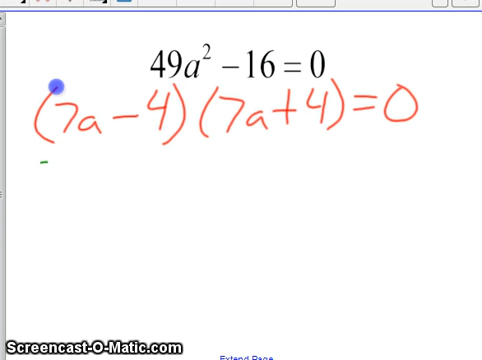 49a² − 16 = 0
(7a − 4)(7a + 4) = 0
Screencast-O-Matic.com
Extend Page